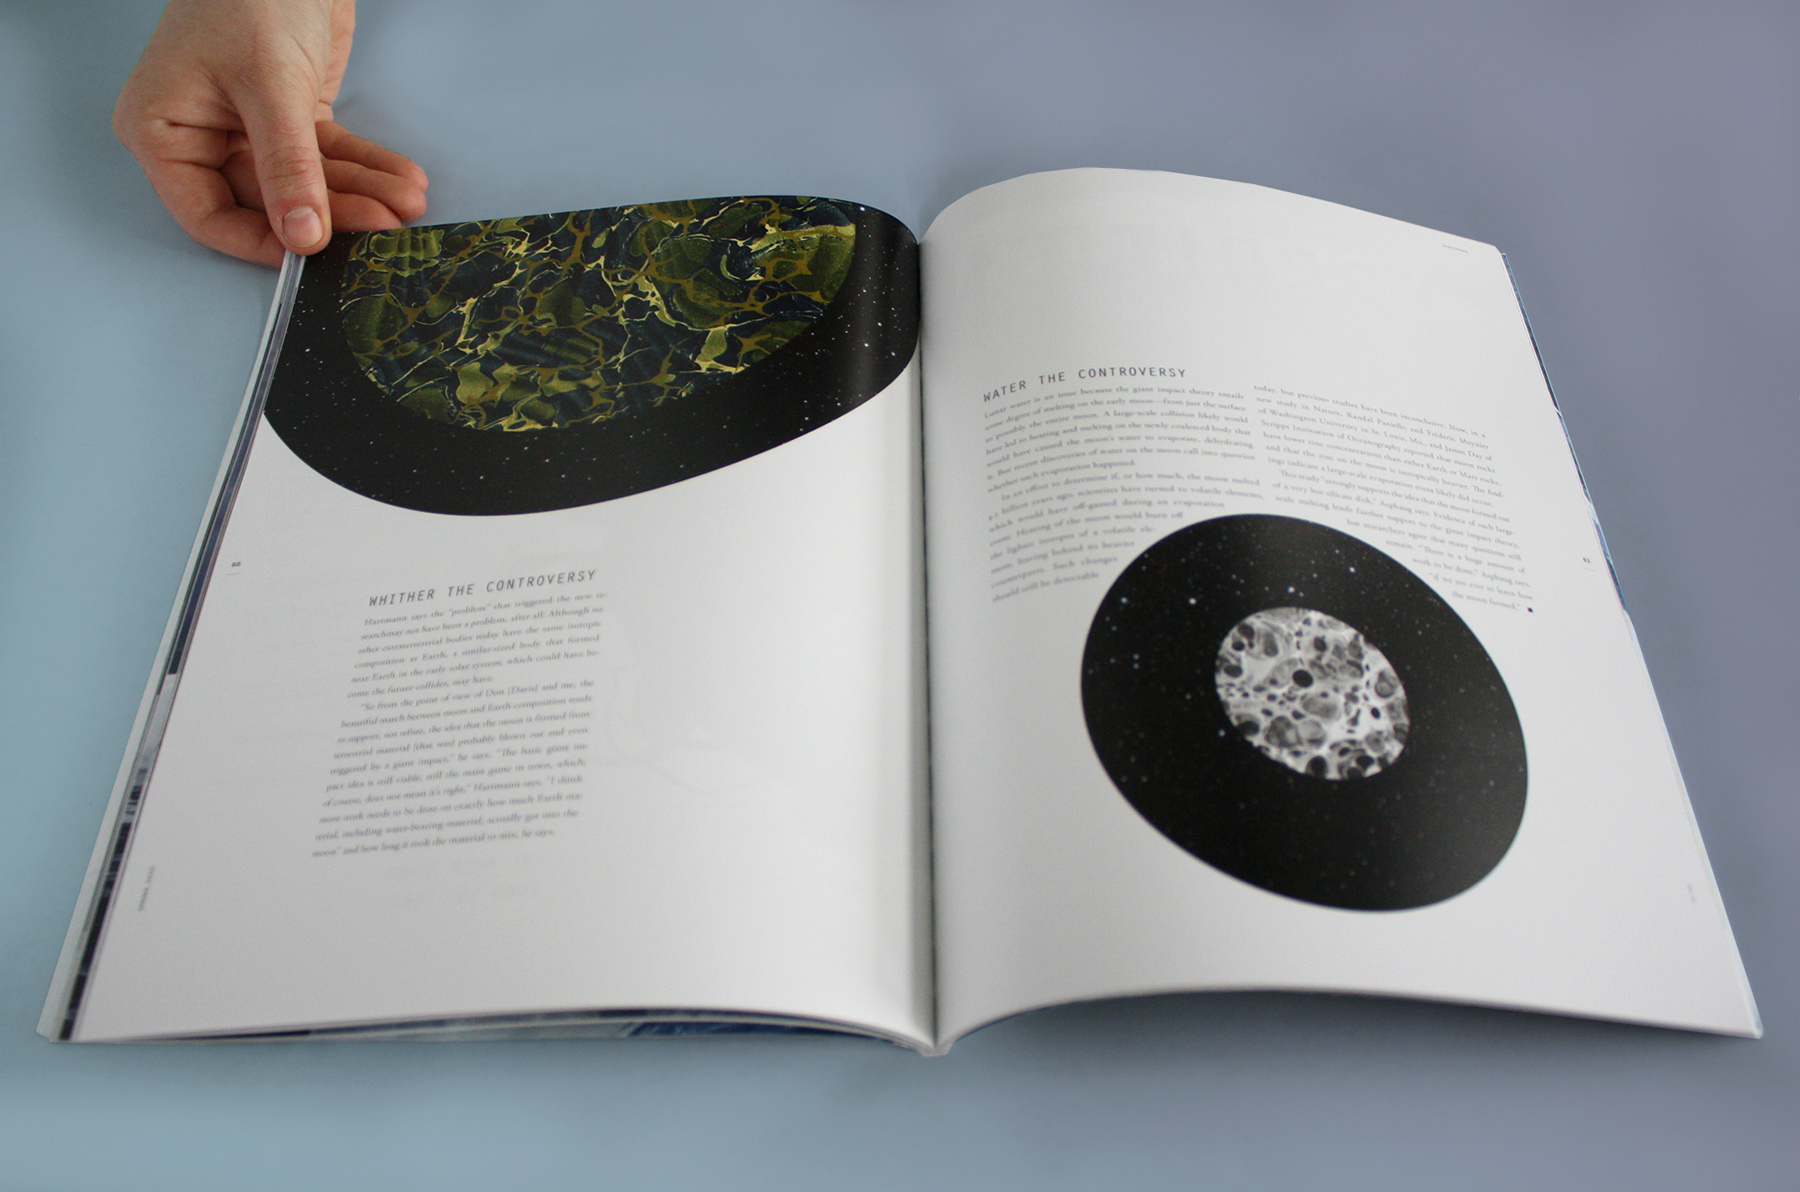 60
WHITHER THE CONTROVERSY
Hartmann says the "problem" that triggered the new re-
searchmay not have been a problem, after all. Although no
other extraterrestrial bodies today have the same isotopic
composition as Earth, a similar-sized body that formed
near Earth in the early solar system, which could have be-
come the future collider, may have.
"So from the point of view of Don [Davis] and me, the
beautiful match between moon and Earth composition tends
to support, not refute, the idea that the moon is formed from
terrestrial material [that was] probably blown out and even
triggered by a giant impact," he says. "The basic giant im-
pact idea is still viable, still the main game in town, which,
of course, does not mean it's right," Hartmann says. "I think
more work needs to be done on exactly how much Earth ma-
terial, including water-bearing material, actually got into the
moon" and how long it took the material to mix, he says.
WATER THE CONTROVERSY
Lunar water is an issue because the giant impact theory entails
some degree of melting on the early moon—from just the surface
to possibly the entire moon. A large-scale collision likely would
have led to heating and melting on the newly coalesced body that
would have caused the moon's water to evaporate, dehydrating
it. But recent discoveries of water on the moon call into question
whether such evaporation happened.
In an effort to determine if, or how much, the moon melted
4.5 billion years ago, scientists have turned to volatile elements,
which would have off-gassed during an evaporation
event. Heating of the moon would burn off
the lighter isotopes of a volatile ele-
ment, leaving behind its heavier
counterparts. Such changes
should still be detectable
today, but previous studies have been inconclusive. Now, in a
new study in Nature, Randal Paniello and Frédéric Moynier
of Washington University in St. Louis, Mo., and James Day of
Scripps Institution of Oceanography reported that moon rocks
have lower zinc concentrations than either Earth or Mars rocks,
and that the zinc on the moon is isotopically heavier. The find-
ings indicate a large-scale evaporation event likely did occur.
This study "strongly supports the idea that the moon formed out
of a very hot silicate disk," Asphaug says. Evidence of such large-
scale melting lends further support to the giant impact theory,
but researchers agree that many questions still
remain. "There is a huge amount of
work to be done," Asphaug says,
"if we are ever to learn how
the moon formed."
61